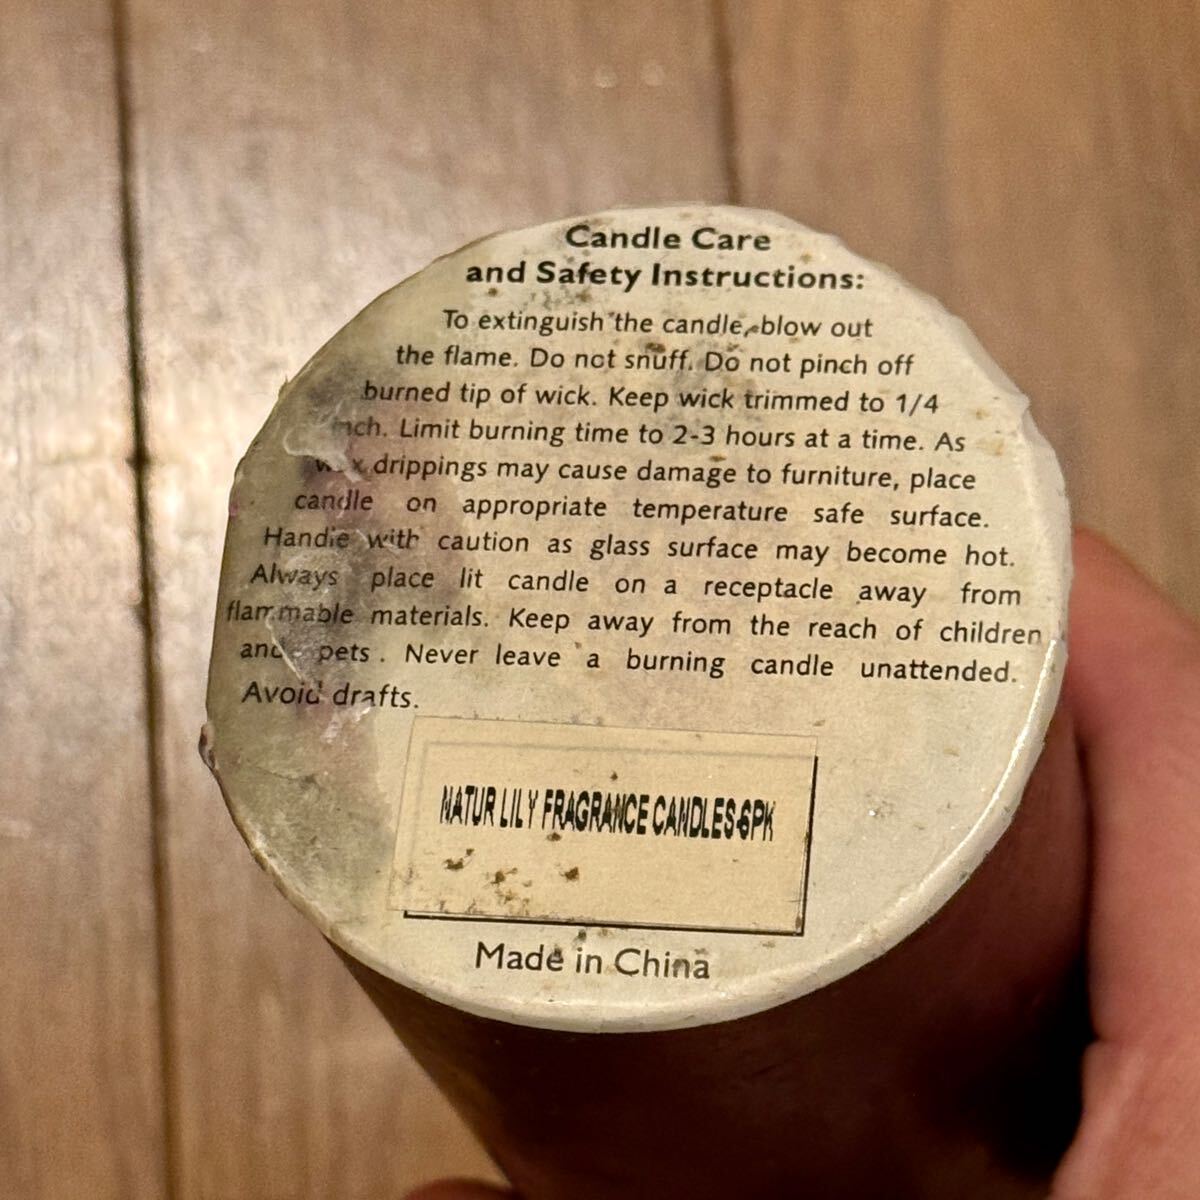 Candle Care
and Safety Instructions:
To extinguish the candle, blow out
the flame. Do not snuff. Do not pinch off
burned tip of wick. Keep wick trimmed to 1/4
inch. Limit burning time to 2-3 hours at a time. As
wax drippings may cause damage to furniture, place
candle on appropriate temperature safe surface.
Handle with caution as glass surface may become hot.
Always place lit candle on a receptacle away from
flammable materials. Keep away from the reach of children
and pets. Never leave a burning candle unattended.
Avoid drafts.
NATUR LILY FRAGRANCE CANDLES-6PK
Made in China